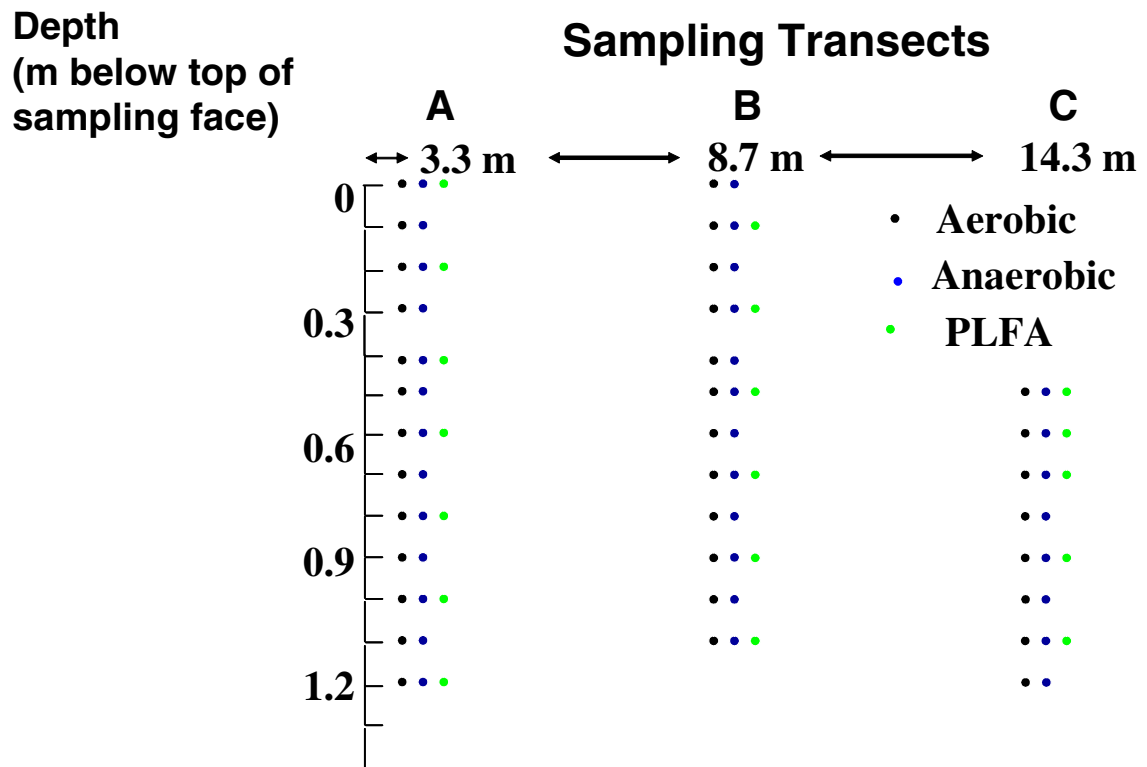 Depth
(m below top of
sampling face)
Sampling Transects
A
B
C
3.3 m
8.7 m
14.3 m
0
0.3
0.6
0.9
1.2
Aerobic
Anaerobic
PLFA